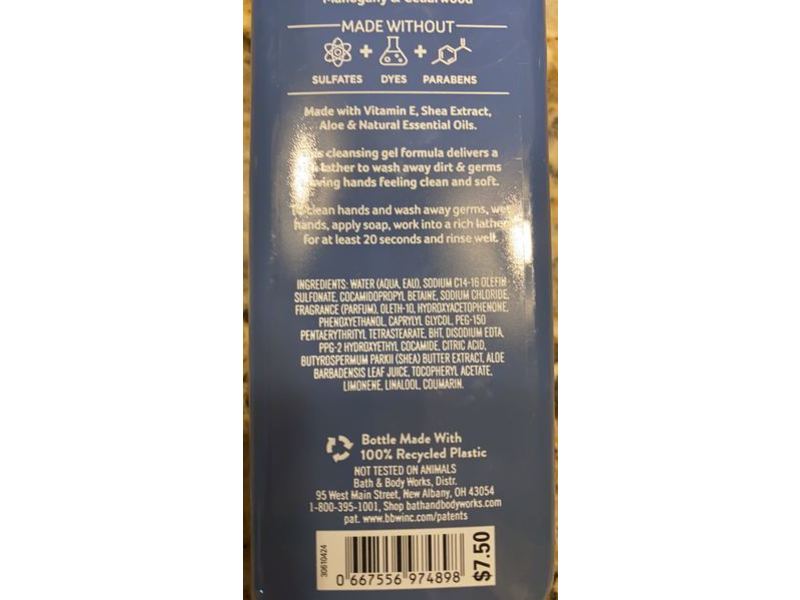 Mahogany & Cedarwood
MADE WITHOUT
SULFATES + DYES + PARABENS
Made with Vitamin E, Shea Extract,
Aloe & Natural Essential Oils.
cleansing gel formula delivers a
lather to wash away dirt & germs
hands feeling clean and soft.
To clean hands and wash away germs, wet
hands, apply soap, work into a rich lather
for at least 20 seconds and rinse well.
INGREDIENTS: WATER (AQUA, EAU), SODIUM C14-16 OLEFIN
SULFONATE, COCAMIDOPROPYL BETAINE, SODIUM CHLORIDE,
FRAGRANCE (PARFUM), OLETH-10, HYDROXYACETOPHENONE,
PHENOXYETHANOL, CAPRYLYL GLYCOL, PEG-150
PENTAERYTHRITYL TETRASTEARATE, BHT, DISODIUM EDTA,
PPG-2 HYDROXYETHYL COCAMIDE, CITRIC ACID,
BUTYROSPERMUM PARKII (SHEA) BUTTER EXTRACT, ALOE
BARBADENSIS LEAF JUICE, TOCOPHERYL ACETATE,
LIMONENE, LINALOOL, COUMARIN.
Bottle Made With
100% Recycled Plastic
NOT TESTED ON ANIMALS
Bath & Body Works, Distr.
95 West Main Street, New Albany, OH 43054
1-800-395-1001, Shop bathandbodyworks.com
pat. www.bbwinc.com/patents
30610424
0 667556 974898
$7.50